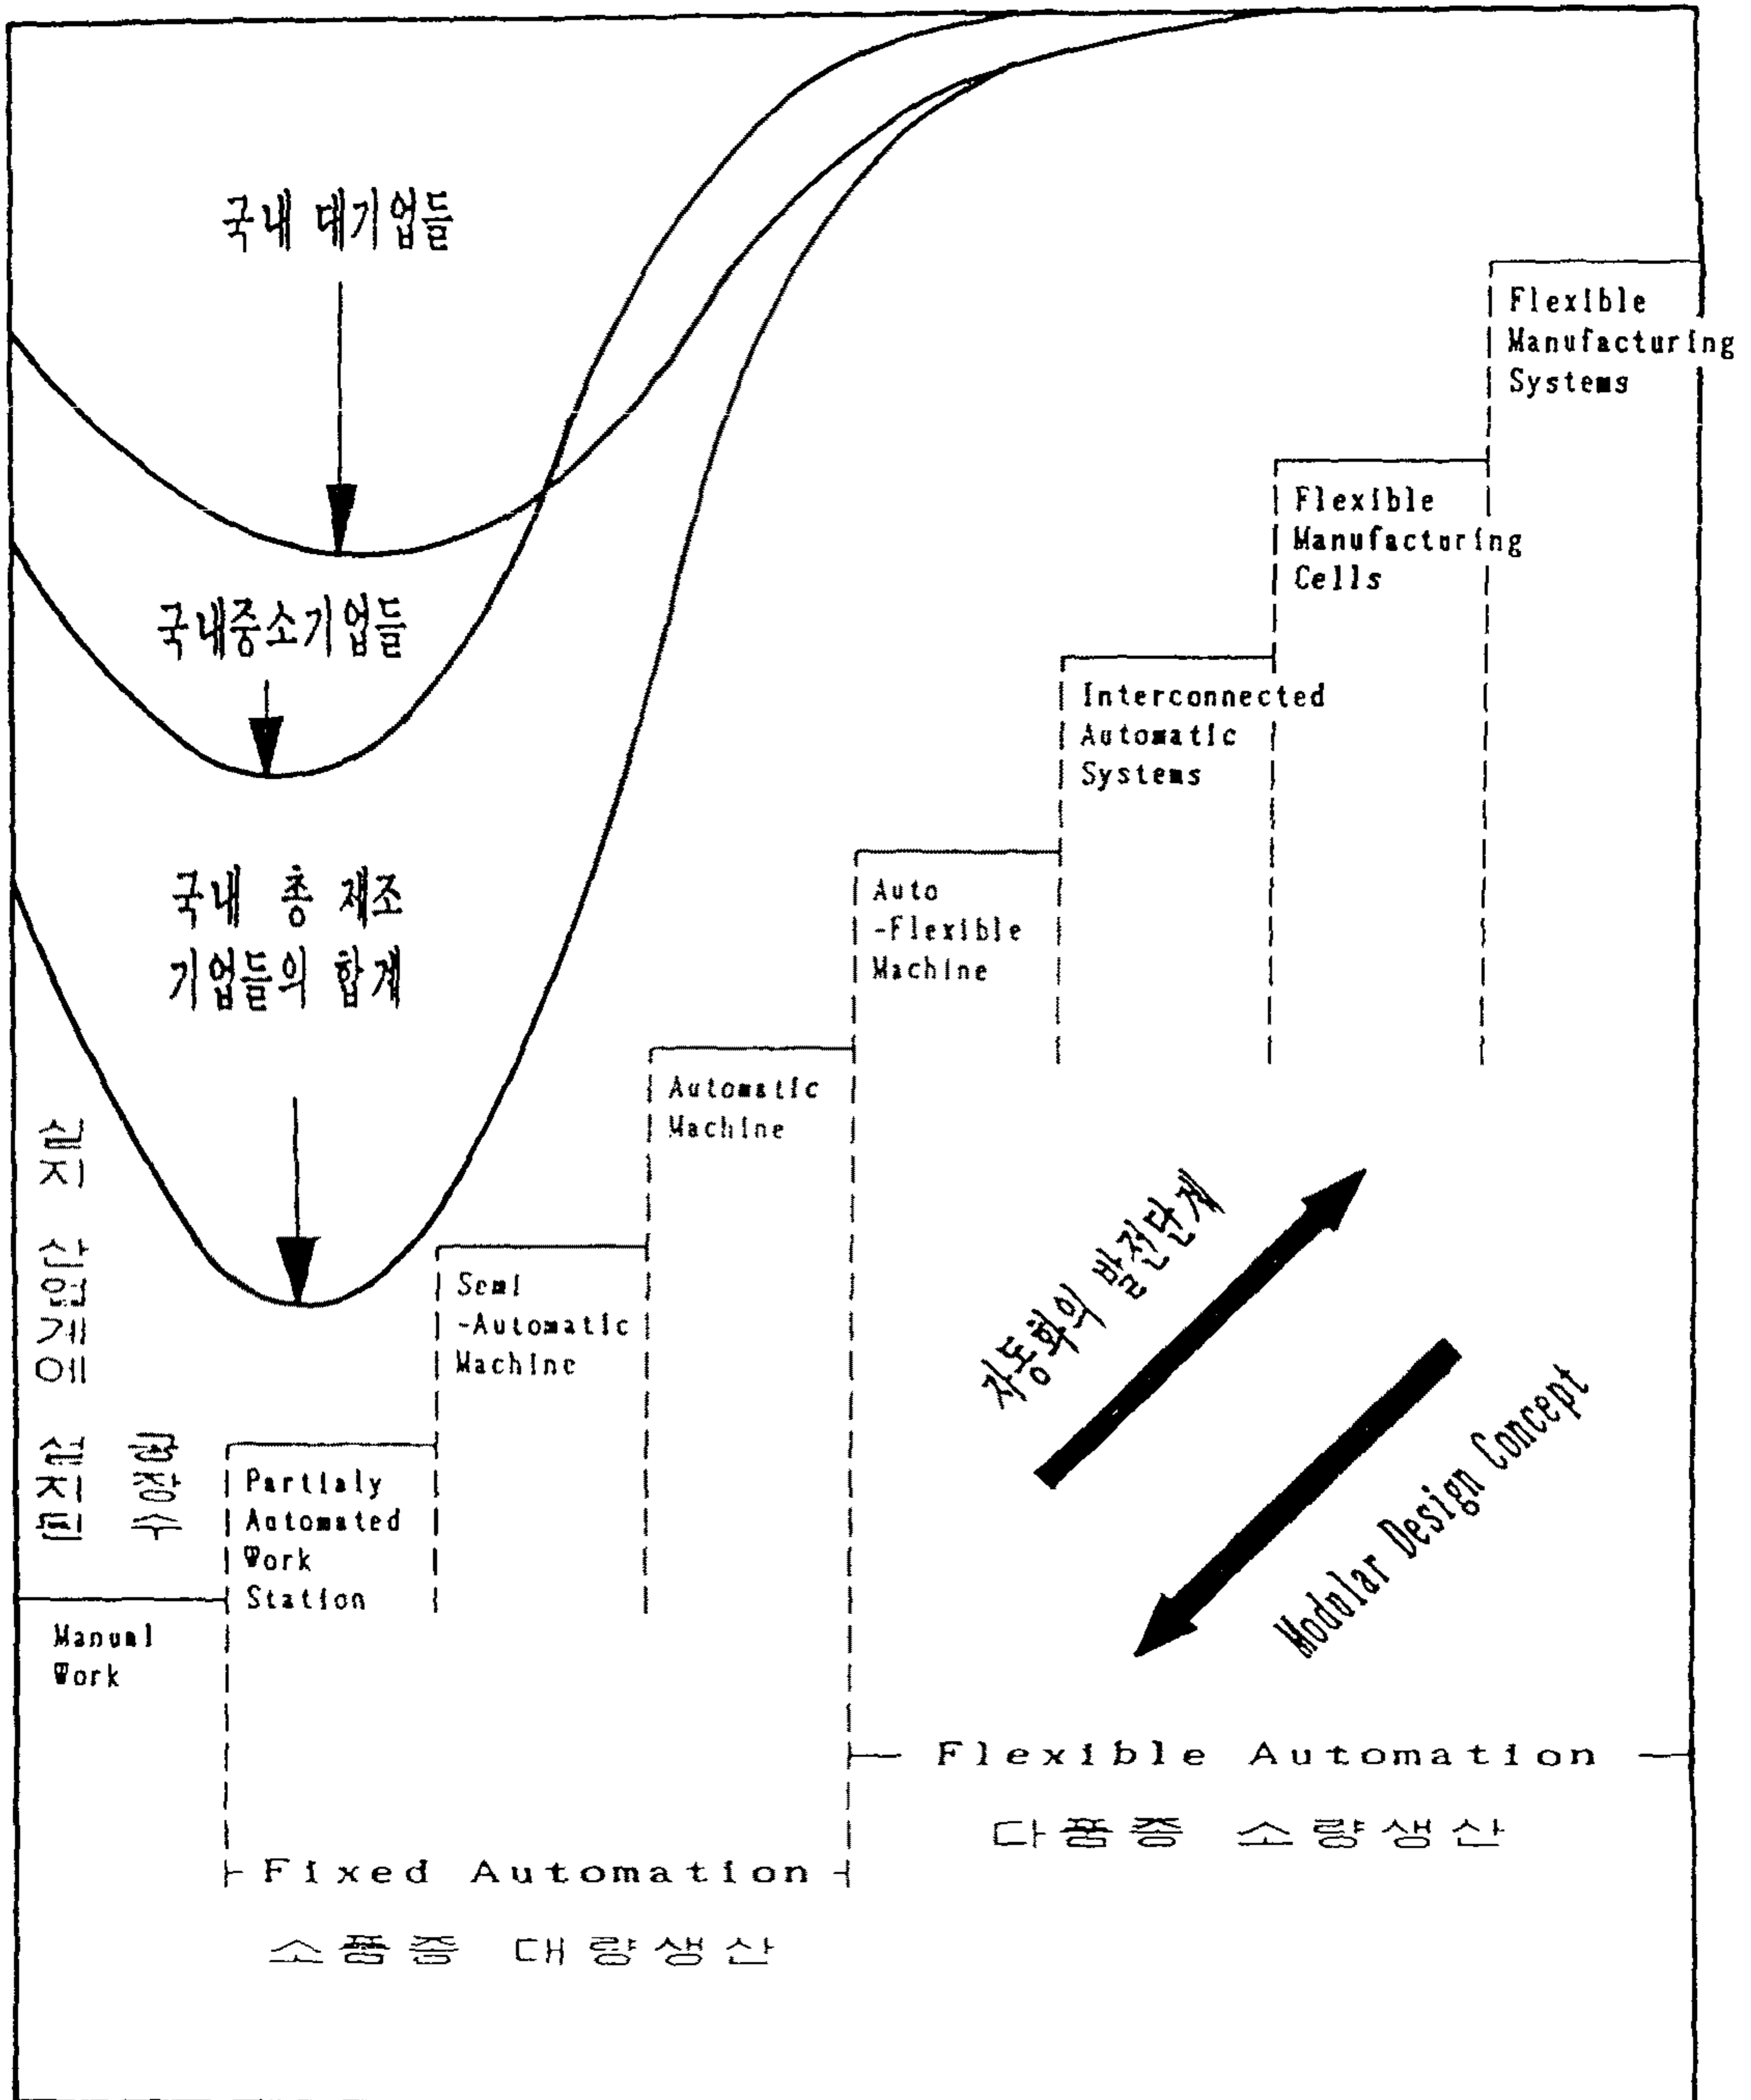 국내 대기업들
국내중소기업들
국내 총 제조
기업들의 합계
실지 산업계에 설치된
공장수
Flexible
Manufacturing
Systems
Flexible
Manufacturing
Cells
Interconnected
Automatic
Systems
Auto
-Flexible
Machine
Automatic
Machine
Semi
-Automatic
Machine
Partialy
Automated
Work
Station
Manual
Work
자동화의 발전단계
Modular Design Concept
Flexible Automation
다품종 소량생산
Fixed Automation
소품종 대량생산